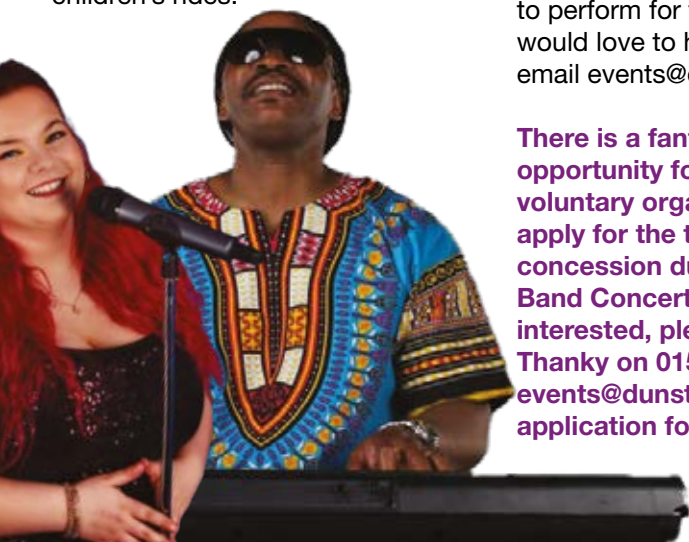 children's rides.
to perform for
would love to h
email events@
There is a fant
opportunity fo
voluntary orga
apply for the t
concession du
Band Concert
interested, ple
Thanky on 015
events@dunst
application fo